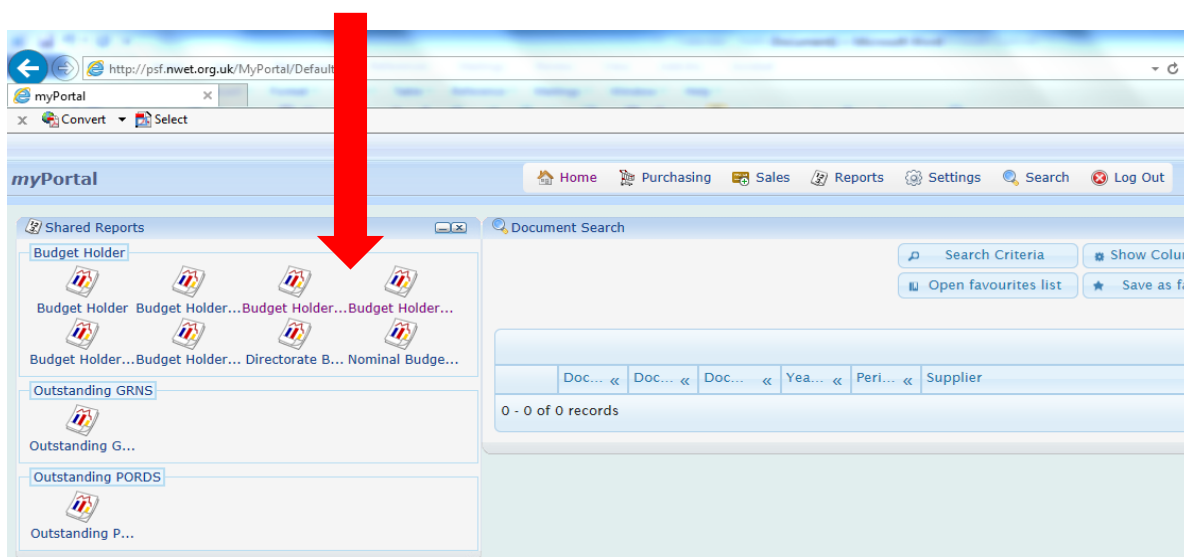 http://psf.nwet.org.uk/MyPortal/Default
myPortal
Convert Select
myPortal
Home Purchasing Sales Reports Settings Search Log Out
Shared Reports
Budget Holder
Budget Holder Budget Holder... Budget Holder... Budget Holder...
Budget Holder... Budget Holder... Directorate B... Nominal Budge...
Outstanding GRNS
Outstanding G...
Outstanding PORDS
Outstanding P...
Document Search
Search Criteria Show Colu
Open favourites list Save as fa
Doc... Doc... Doc... Yea... Peri... Supplier
0 - 0 of 0 records